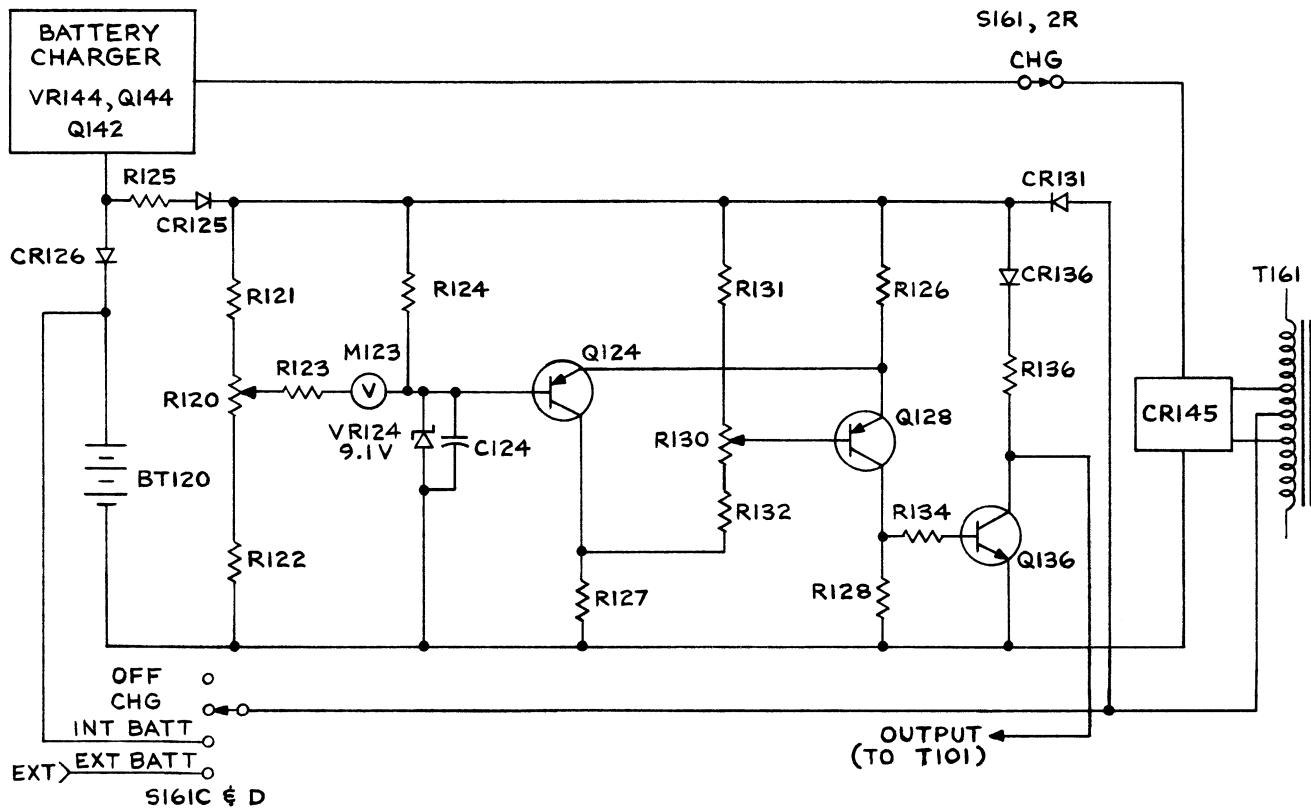 S161, 2R
BATTERY
CHARGER
CHG
VR144, Q144
Q142
R125
CR131
CR125
CR126
CR136
T161
R121
R124
R131
R126
M123
Q124
R123
V
R136
R120
CR145
Q128
VR124
9.1V
C124
R130
BT120
R132
R134
R122
Q136
R127
R128
OFF
CHG
INT BATT
OUTPUT
(TO T101)
EXT
EXT BATT
S161C & D